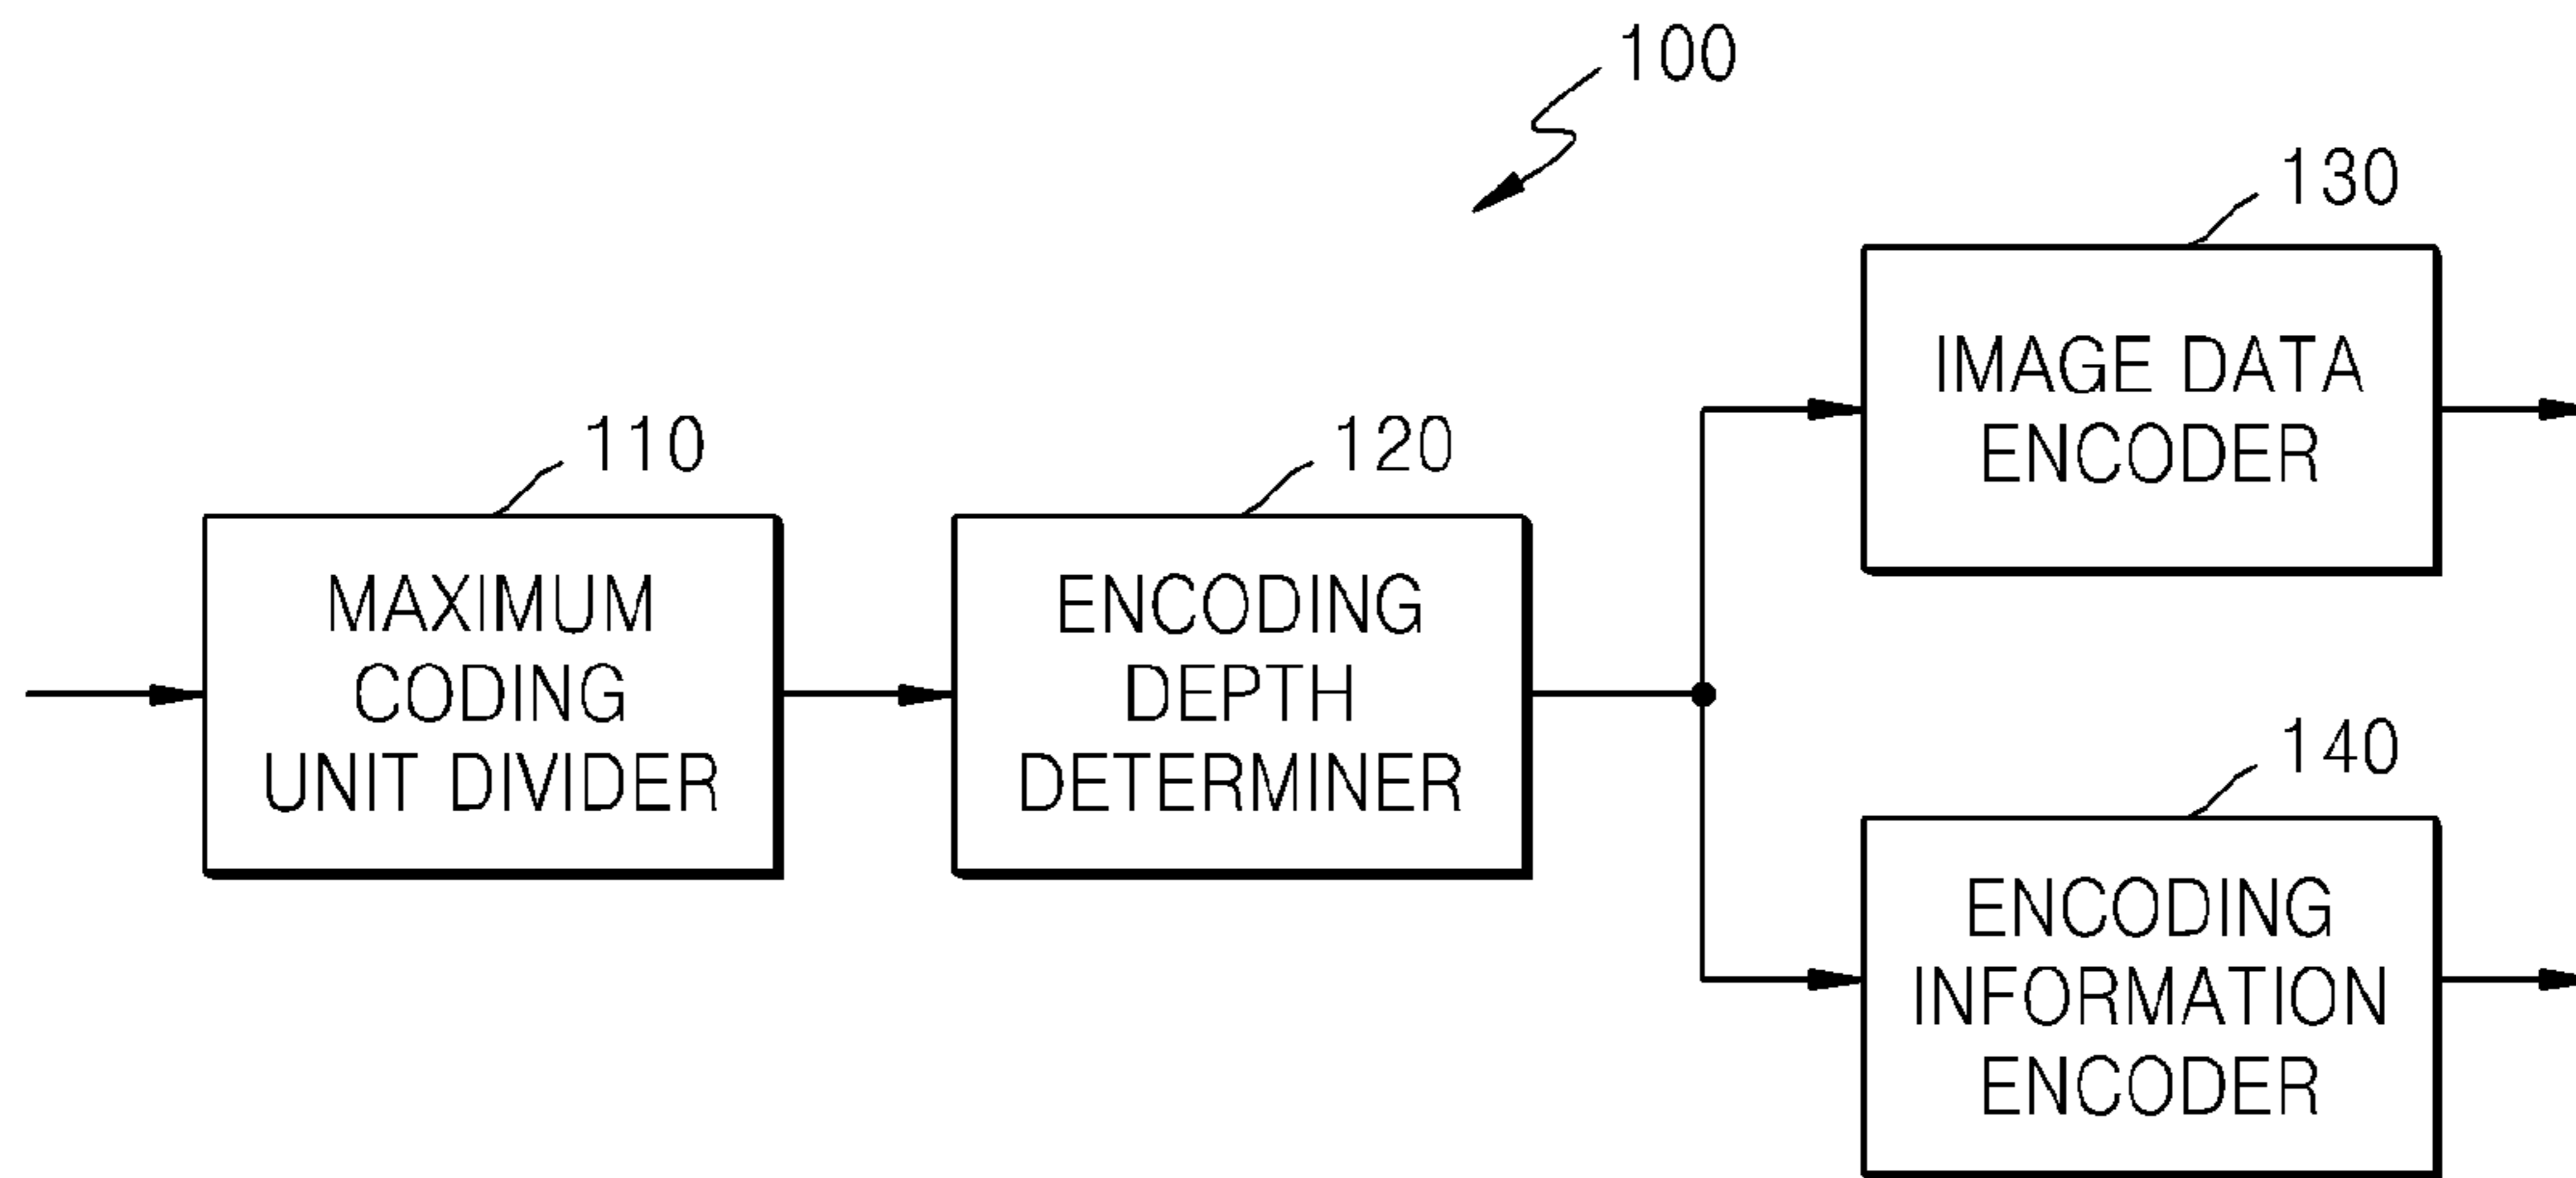 100
110
MAXIMUM
CODING
UNIT DIVIDER
120
ENCODING
DEPTH
DETERMINER
130
IMAGE DATA
ENCODER
140
ENCODING
INFORMATION
ENCODER